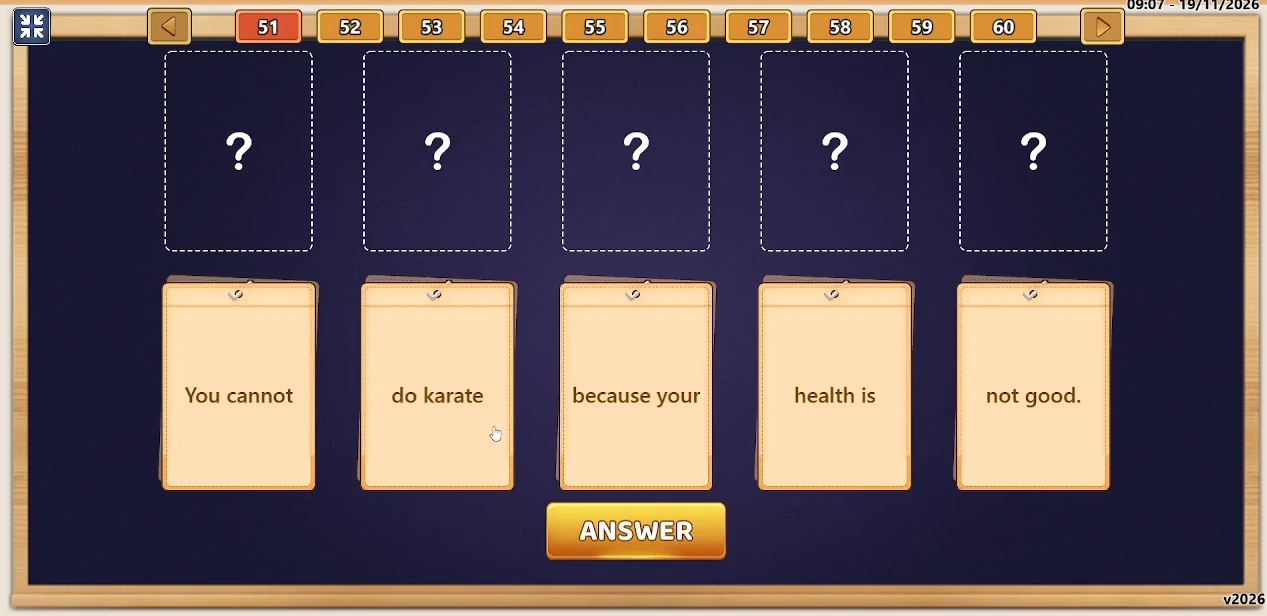 09:07 - 19/11/2026
51 52 53 54 55 56 57 58 59 60
? ? ? ? ?
You cannot
do karate
because your
health is
not good.
ANSWER
v2026